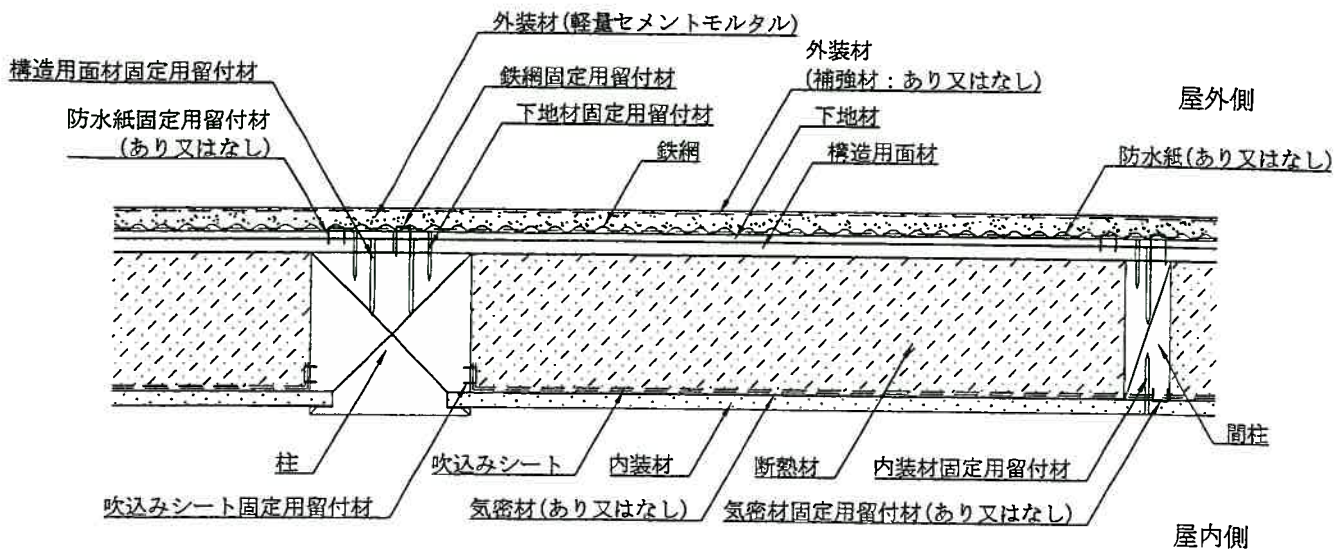 外装材(軽量セメントモルタル)
構造用面材固定用留付材
鉄網固定用留付材
外装材
(補強材：あり又はなし)
屋外側
防水紙固定用留付材
(あり又はなし)
下地材固定用留付材
下地材
鉄網
構造用面材
防水紙(あり又はなし)
柱
吹込みシート
内装材
断熱材
内装材固定用留付材
間柱
吹込みシート固定用留付材
気密材(あり又はなし)
気密材固定用留付材(あり又はなし)
屋内側